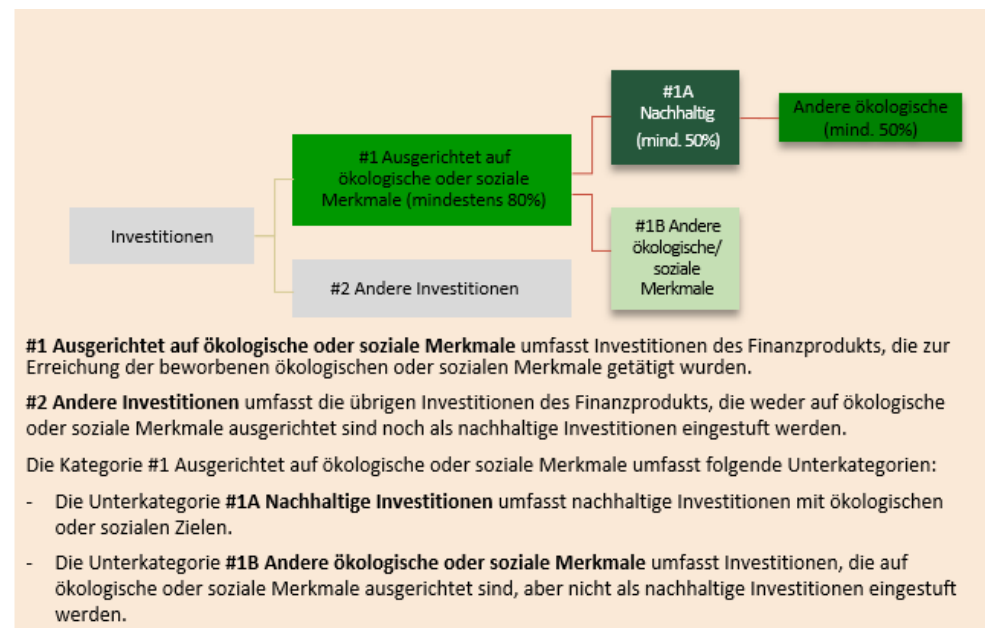 #1A
Nachhaltig
(mind. 50%)
Andere ökologische
(mind. 50%)
#1 Ausgerichtet auf
ökologische oder soziale
Merkmale (mindestens 80%)
Investitionen
#1B Andere
ökologische/
soziale
Merkmale
#2 Andere Investitionen
#1 Ausgerichtet auf ökologische oder soziale Merkmale umfasst Investitionen des Finanzprodukts, die zur
Erreichung der beworbenen ökologischen oder sozialen Merkmale getätigt wurden.
#2 Andere Investitionen umfasst die übrigen Investitionen des Finanzprodukts, die weder auf ökologische
oder soziale Merkmale ausgerichtet sind noch als nachhaltige Investitionen eingestuft werden.
Die Kategorie #1 Ausgerichtet auf ökologische oder soziale Merkmale umfasst folgende Unterkategorien:
- Die Unterkategorie #1A Nachhaltige Investitionen umfasst nachhaltige Investitionen mit ökologischen
oder sozialen Zielen.
- Die Unterkategorie #1B Andere ökologische oder soziale Merkmale umfasst Investitionen, die auf
ökologische oder soziale Merkmale ausgerichtet sind, aber nicht als nachhaltige Investitionen eingestuft
werden.